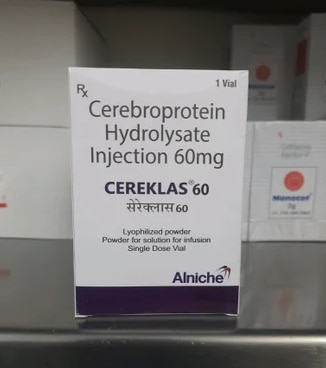 Rx
1 Vial
Cerebroprotein
Hydrolysate
Injection 60mg
CEREKLAS® 60
सेरेक्लास 60
Lyophilized powder
Powder for solution for infusion
Single Dose Vial
Alniche
Monocef